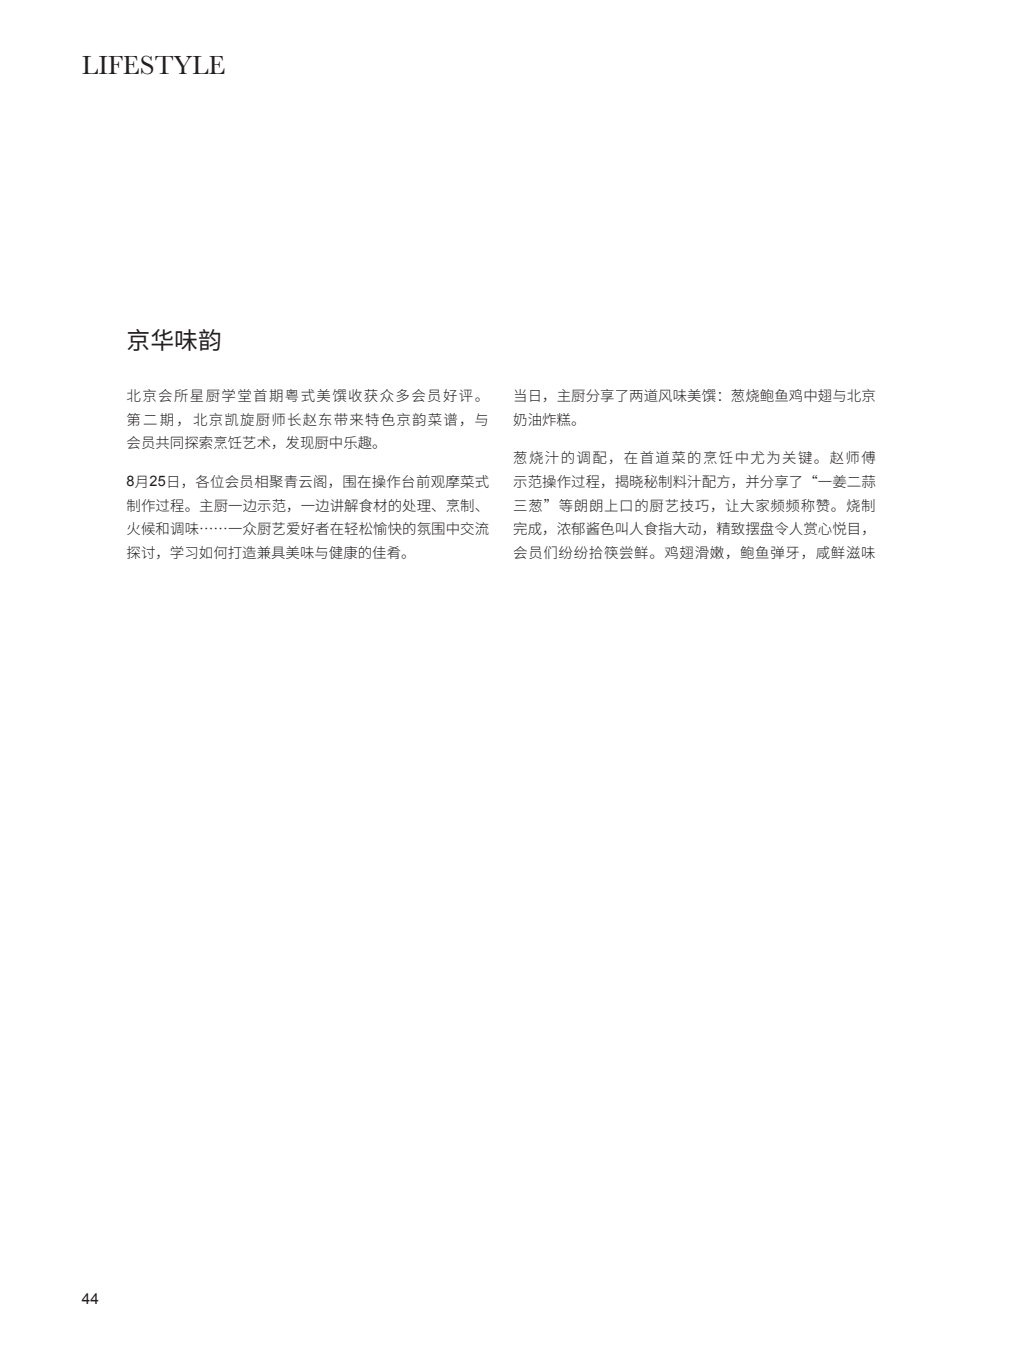 LIFESTYLE
京华味韵
北京会所星厨学堂首期粤式美馔收获众多会员好评。
第二期，北京凯旋厨师长赵东带来特色京韵菜谱，与
会员共同探索烹饪艺术，发现厨中乐趣。
8月25日，各位会员相聚青云阁，围在操作台前观摩菜式
制作过程。主厨一边示范，一边讲解食材的处理、烹制、
火候和调味……一众厨艺爱好者在轻松愉快的氛围中交流
探讨，学习如何打造兼具美味与健康的佳肴。
当日，主厨分享了两道风味美馔：葱烧鲍鱼鸡中翅与北京
奶油炸糕。
葱烧汁的调配，在首道菜的烹饪中尤为关键。赵师傅
示范操作过程，揭晓秘制料汁配方，并分享了“一姜二蒜
三葱”等朗朗上口的厨艺技巧，让大家频频称赞。烧制
完成，浓郁酱色叫人食指大动，精致摆盘令人赏心悦目，
会员们纷纷拾筷尝鲜。鸡翅滑嫩，鲍鱼弹牙，咸鲜滋味
44